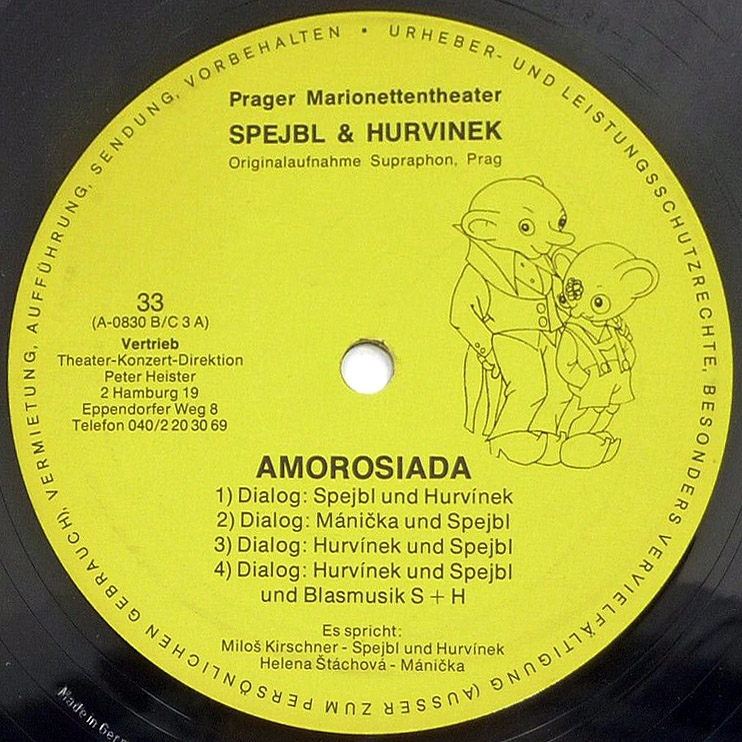 URHEBER- UND LEISTUNGSSCHUTZRECHTE, BESONDERS VERVIELFÄLTIGUNG (AUSSER ZUM PERSÖNLICHEN GEBRAUCH), VERMIETUNG, AUFFÜHRUNG, SENDUNG, VORBEHALTEN •
Prager Marionettentheater
SPEJBL & HURVINEK
Originalaufnahme Supraphon, Prag
33
(A-0830 B/C 3 A)
Vertrieb
Theater-Konzert-Direktion
Peter Heister
2 Hamburg 19
Eppendorfer Weg 8
Telefon 040/2 20 30 69
AMOROSIADA
1) Dialog: Spejbl und Hurvínek
2) Dialog: Mánička und Spejbl
3) Dialog: Hurvínek und Spejbl
4) Dialog: Hurvínek und Spejbl
und Blasmusik S + H
Es spricht:
Miloš Kirschner - Spejbl und Hurvínek
Helena Štáchová - Mánička
Made in